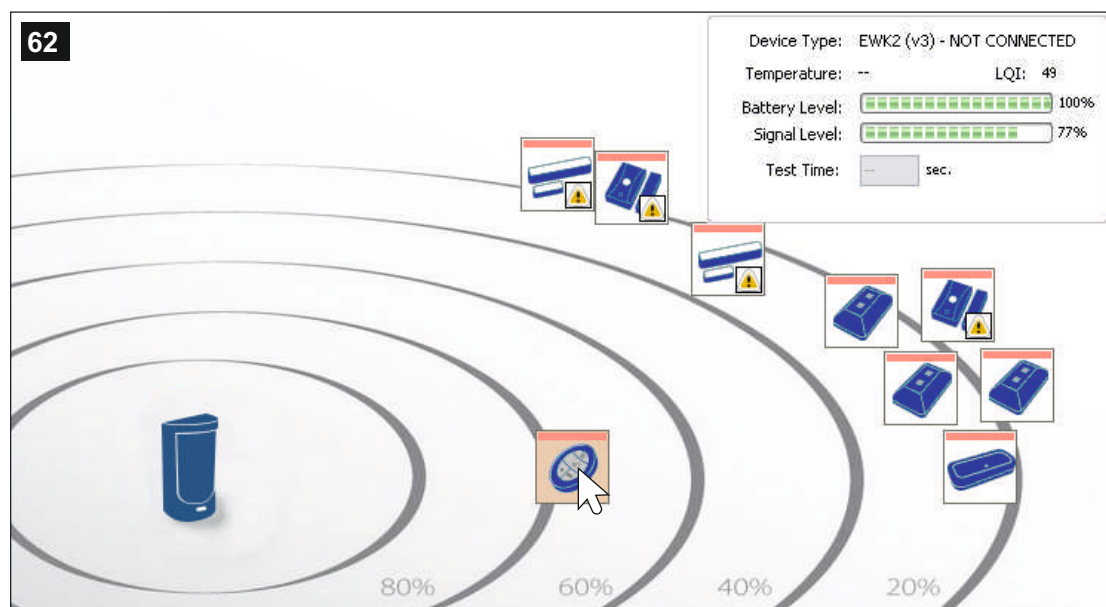 62
Device Type: EWK2 (v3) - NOT CONNECTED
Temperature: -- LQI: 49
Battery Level: 100%
Signal Level: 77%
Test Time: -- sec.
80% 60% 40% 20%